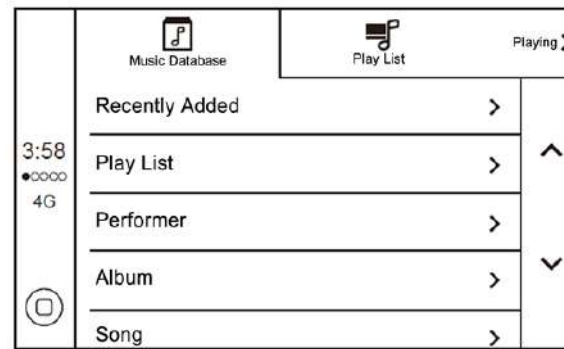 Music Database
Play List
Playing
Recently Added
3:58
Play List
4G
Performer
Album
Song